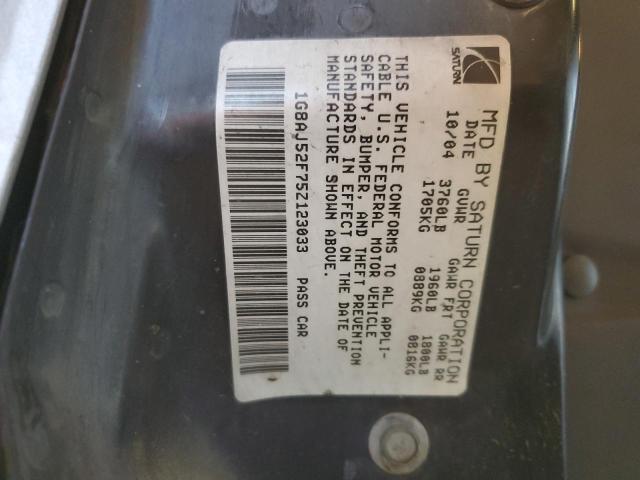 SATURN
MFD BY SATURN CORPORATION
DATE GVWR GAWR FRT GAWR RR
10/04 3760LB 1960LB 1800LB
1705KG 0889KG 0816KG
THIS VEHICLE CONFORMS TO ALL APPLI-
CABLE U.S. FEDERAL MOTOR VEHICLE
SAFETY, BUMPER, AND THEFT PREVENTION
STANDARDS IN EFFECT ON THE DATE OF
MANUFACTURE SHOWN ABOVE.
1G8AJ52F75Z123033 PASS CAR